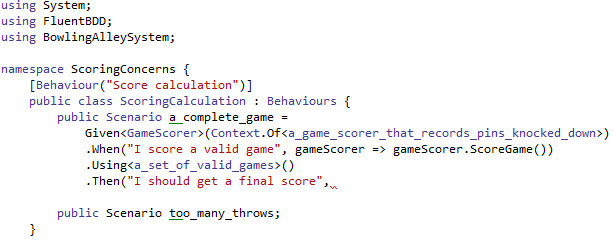 using System;
using FluentBDD;
using BowlingAlleySystem;

namespace ScoringConcerns {
    [Behaviour("Score calculation")]
    public class ScoringCalculation : Behaviours {
        public Scenario a_complete_game =
            Given<GameScorer>(Context.Of<a_game_scorer_that_records_pins_knocked_down>)
            .When("I score a valid game", gameScorer => gameScorer.ScoreGame())
            .Using<a_set_of_valid_games>()
            .Then("I should get a final score",

        public Scenario too_many_throws;
    }